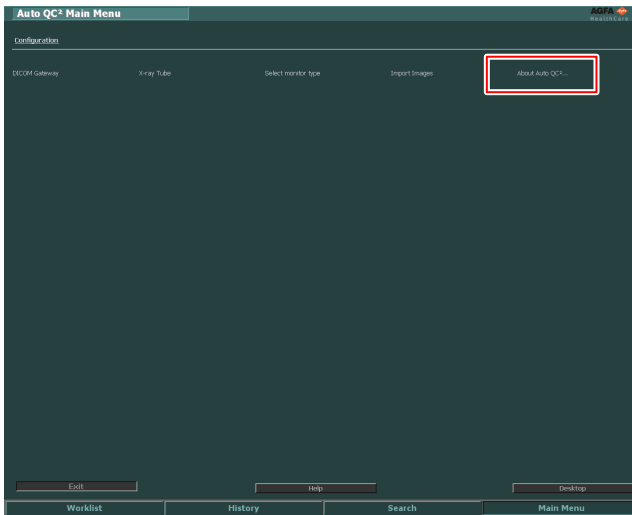 Auto QC² Main Menu
AGFA
HealthCare
Configuration
DICOM Gateway X-ray Tube Select monitor type Import Images About Auto QC²...
Exit Help Desktop
Worklist History Search Main Menu